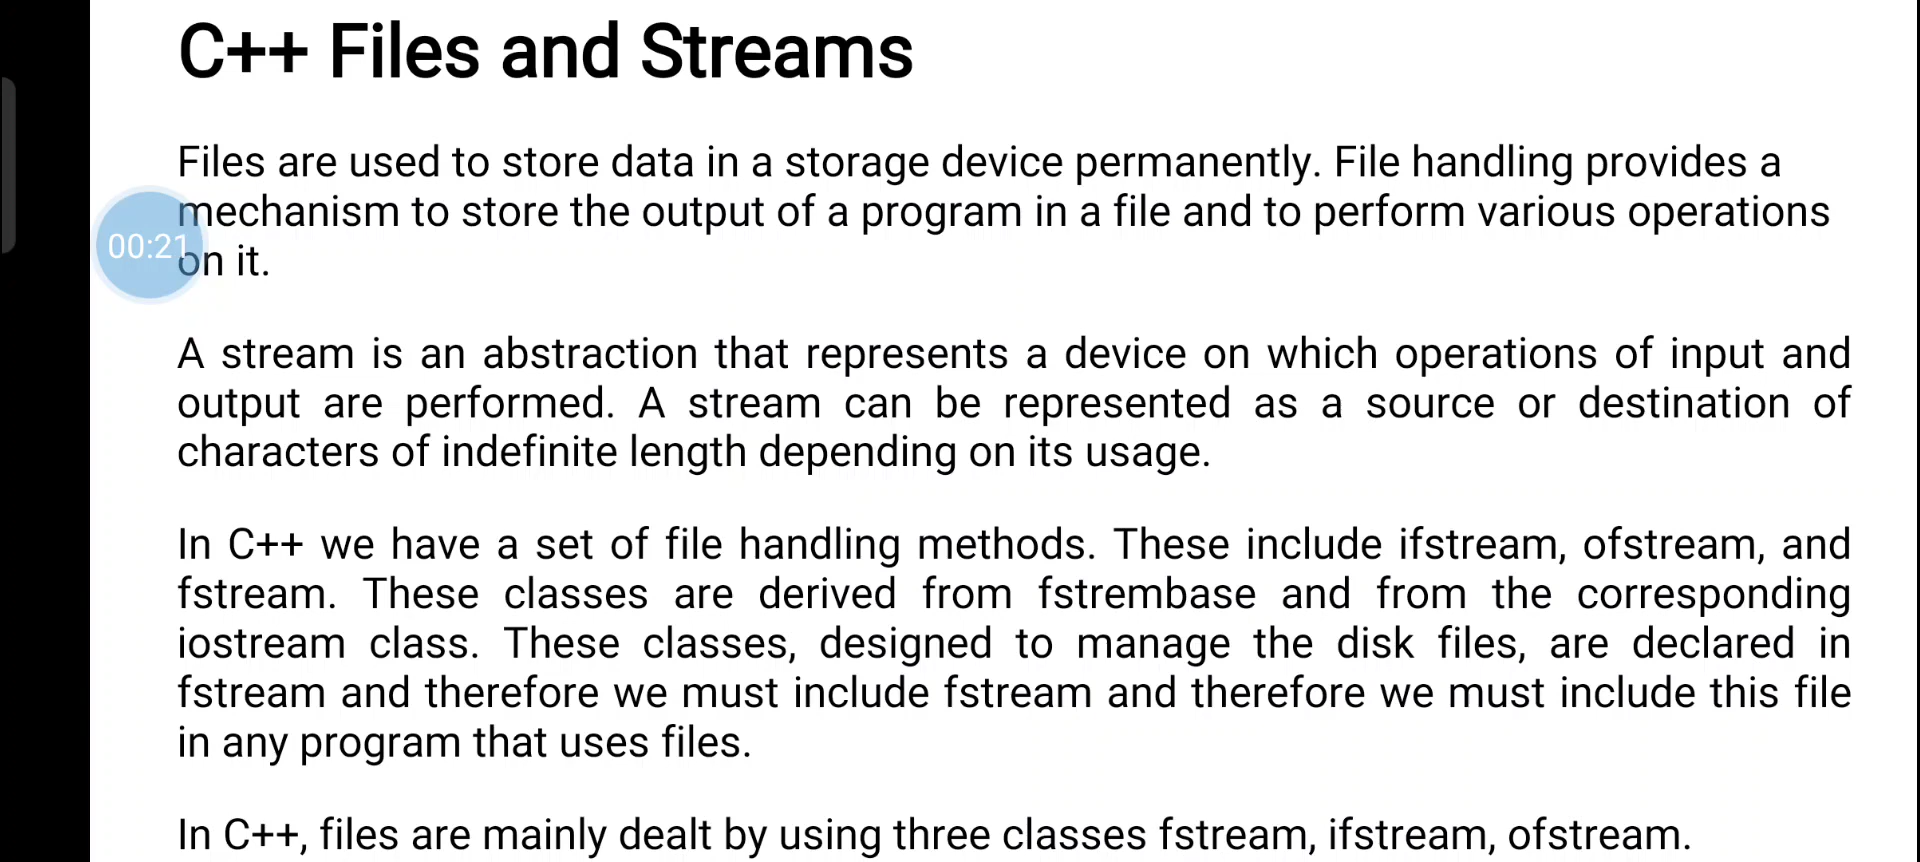 C++ Files and Streams
Files are used to store data in a storage device permanently. File handling provides a
mechanism to store the output of a program in a file and to perform various operations
00:21
on it.
A stream is an abstraction that represents a device on which operations of input and
output are performed. A stream can be represented as a source or destination of
characters of indefinite length depending on its usage.
In C++ we have a set of file handling methods. These include ifstream, ofstream, and
fstream. These classes are derived from fstrembase and from the corresponding
iostream class. These classes, designed to manage the disk files, are declared in
fstream and therefore we must include fstream and therefore we must include this file
in any program that uses files.
In C++, files are mainly dealt by using three classes fstream, ifstream, ofstream.